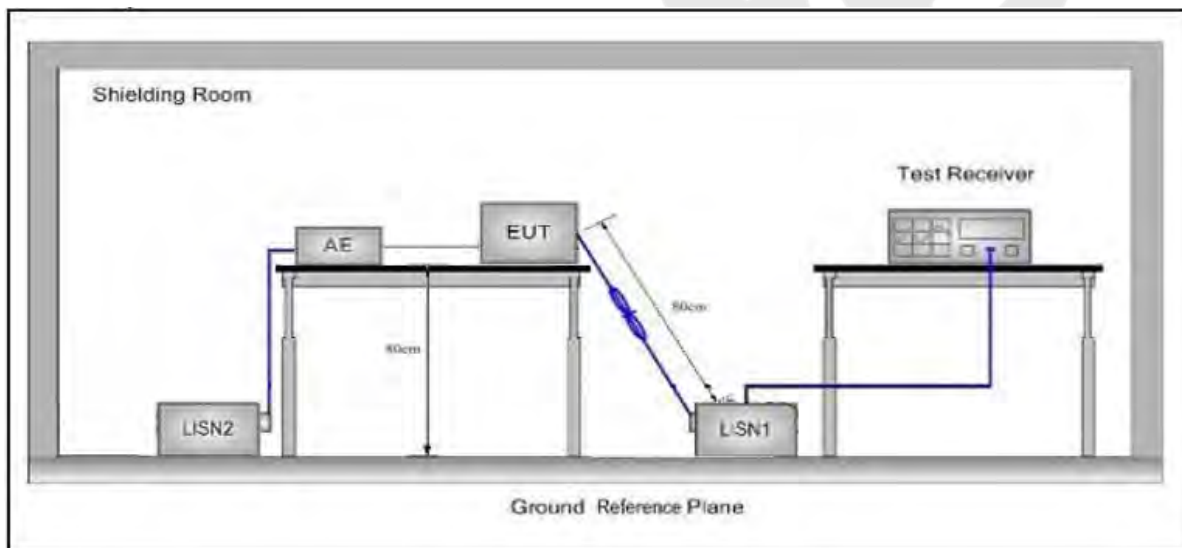 Shielding Room
Test Receiver
AE
EUT
80cm
80cm
LISN2
LISN1
Ground Reference Plane